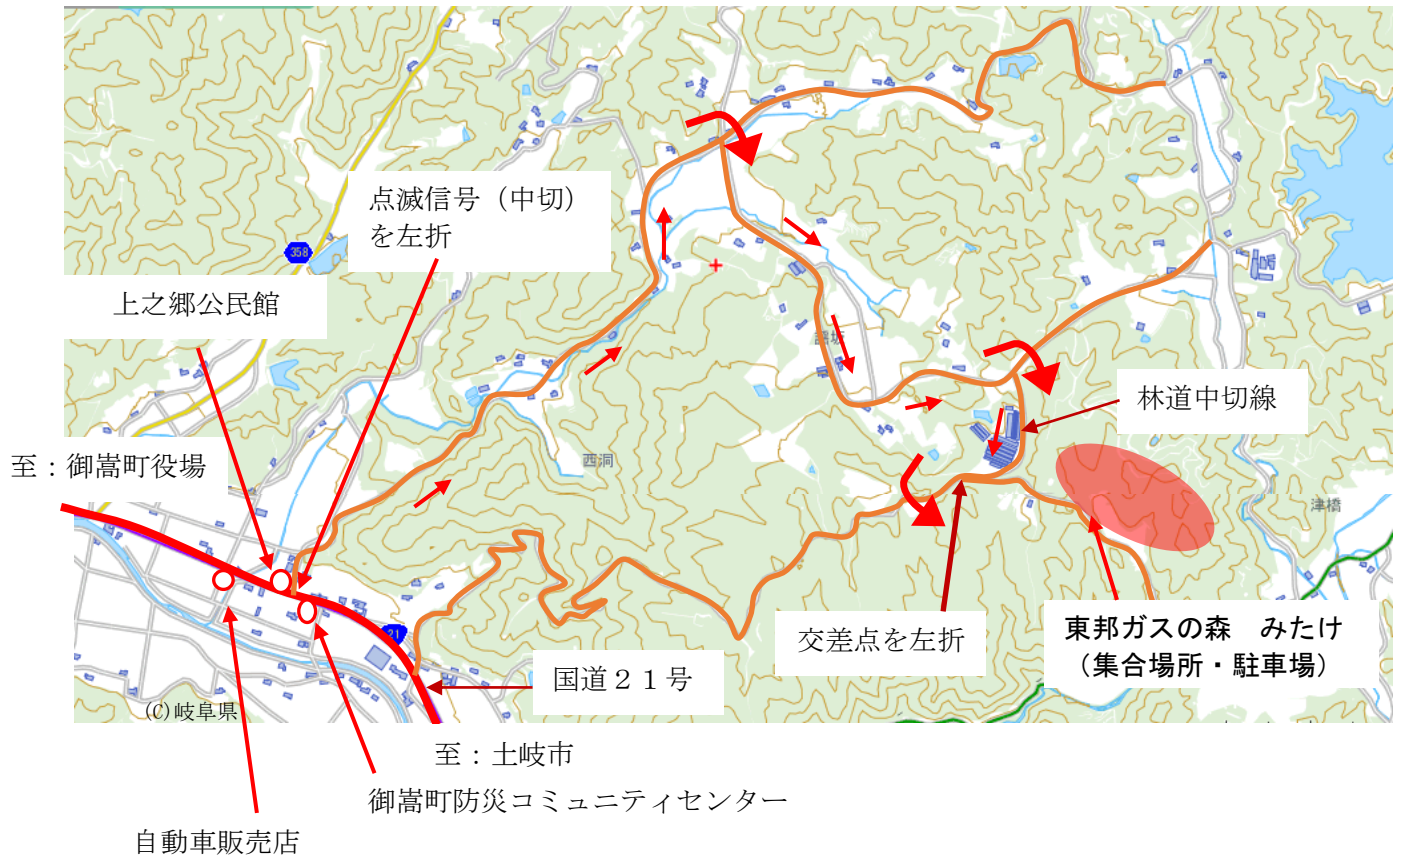 点滅信号（中切）
を左折
358
上之郷公民館
謡坂
林道中切線
至：御嵩町役場
西洞
津橋
21
交差点を左折
東邦ガスの森　みたけ
（集合場所・駐車場）
国道２１号
(C)岐阜県
至：土岐市
御嵩町防災コミュニティセンター
自動車販売店